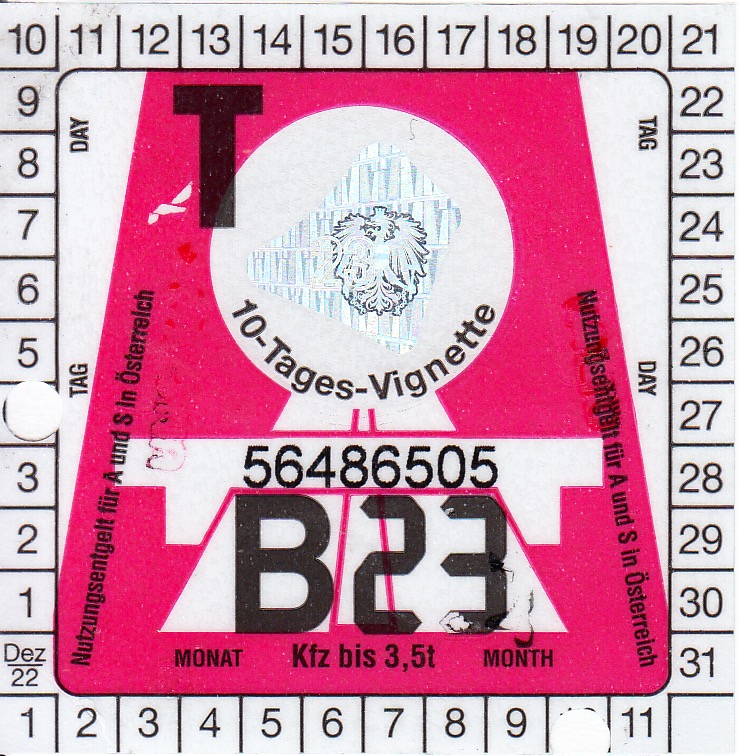 10 11 12 13 14 15 16 17 18 19 20 21
9 22
8 23
7 24
6 25
5 26
27
3 28
2 29
1 30
Dez 22 31
1 2 3 4 5 6 7 8 9 11
T
DAY
TAG
TAG
DAY
10-Tages-Vignette
Nutzungsentgelt für A und S in Österreich
Nutzungsentgelt für A und S in Österreich
56486505
B23
MONAT Kfz bis 3,5t MONTH